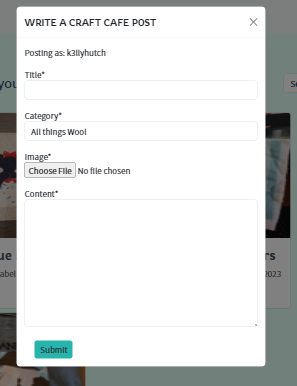 WRITE A CRAFT CAFE POST
Posting as: k3llyhutch
Title*
Category*
All things Wool
Image*
Choose File No file chosen
Content*
Submit
2023